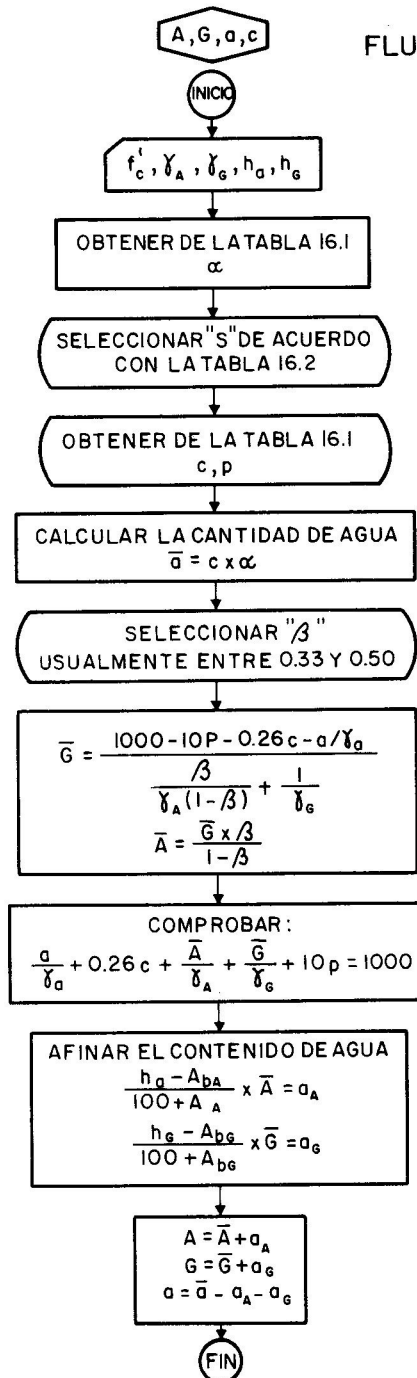 A,G,a,c
FLU
INICIO
f'c, γA, γG, ha, hG
OBTENER DE LA TABLA 16.1
α
SELECCIONAR "S" DE ACUERDO
CON LA TABLA 16.2
OBTENER DE LA TABLA 16.1
c,p
CALCULAR LA CANTIDAD DE AGUA
a̅ = c x α
SELECCIONAR "β"
USUALMENTE ENTRE 0.33 Y 0.50
G̅ = (1000-10P-0.26c-a/γa) / (β/(γA(1-β)) + 1/γG)
A̅ = (G̅ x β)/(1-β)
COMPROBAR:
a/γa + 0.26c + A̅/γA + G̅/γG + 10p = 1000
AFINAR EL CONTENIDO DE AGUA
(ha - AbA)/(100 + A A) x A̅ = aA
(hG - AbG)/(100 + AbG) x G̅ = aG
A = A̅ + aA
G = G̅ + aG
a = a̅ - aA - aG
FIN